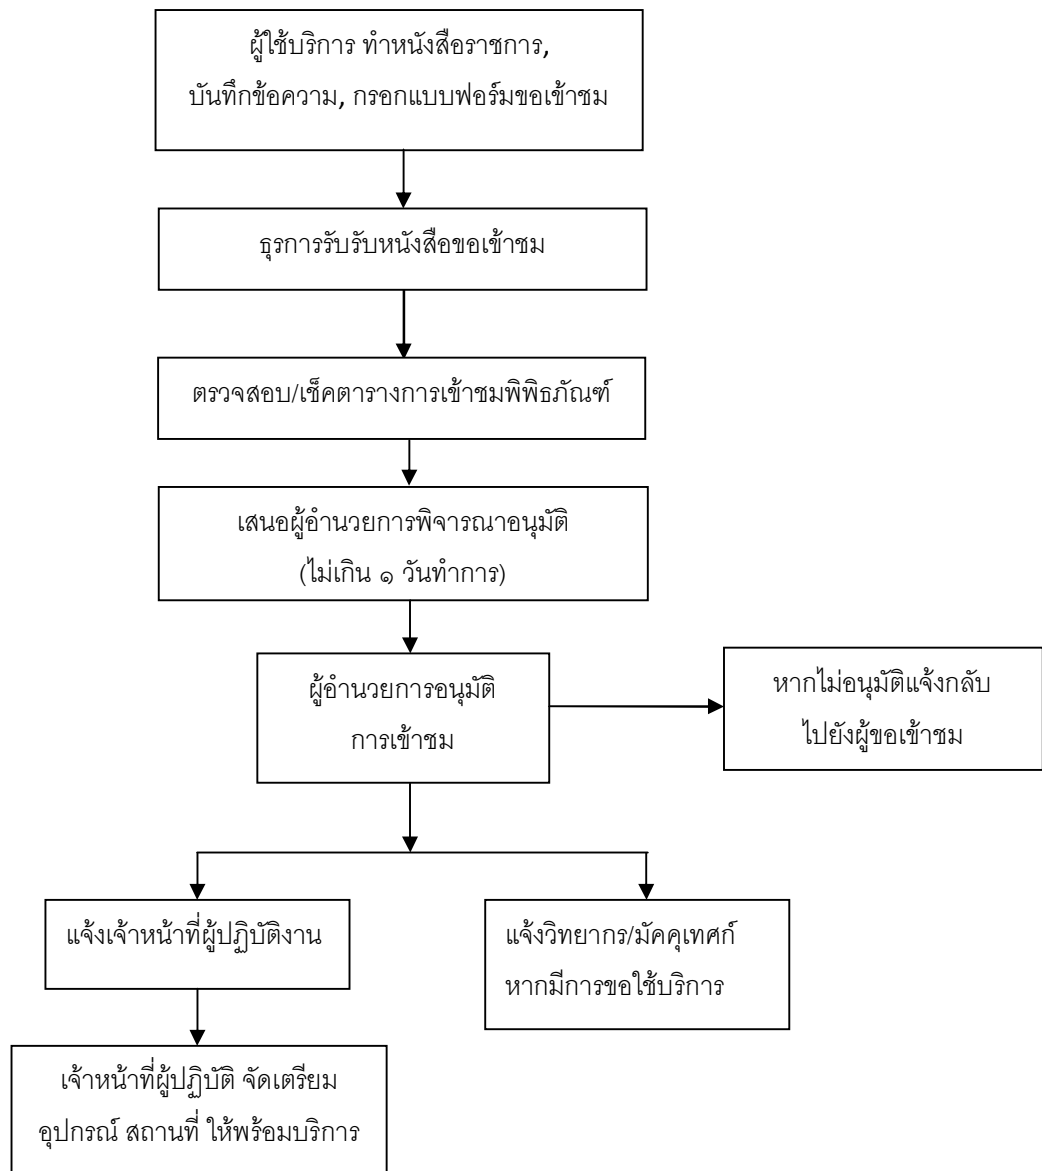 ผู้ใช้บริการ ทำหนังสือราชการ,
บันทึกข้อความ, กรอกแบบฟอร์มขอเข้าชม
ธุรการรับรับหนังสือขอเข้าชม
ตรวจสอบ/เช็คตารางการเข้าชมพิพิธภัณฑ์
เสนอผู้อำนวยการพิจารณาอนุมัติ
(ไม่เกิน ๑ วันทำการ)
ผู้อำนวยการอนุมัติ
การเข้าชม
หากไม่อนุมัติแจ้งกลับ
ไปยังผู้ขอเข้าชม
แจ้งเจ้าหน้าที่ผู้ปฏิบัติงาน
แจ้งวิทยากร/มัคคุเทศก์
หากมีการขอใช้บริการ
เจ้าหน้าที่ผู้ปฏิบัติ จัดเตรียม
อุปกรณ์ สถานที่ ให้พร้อมบริการ